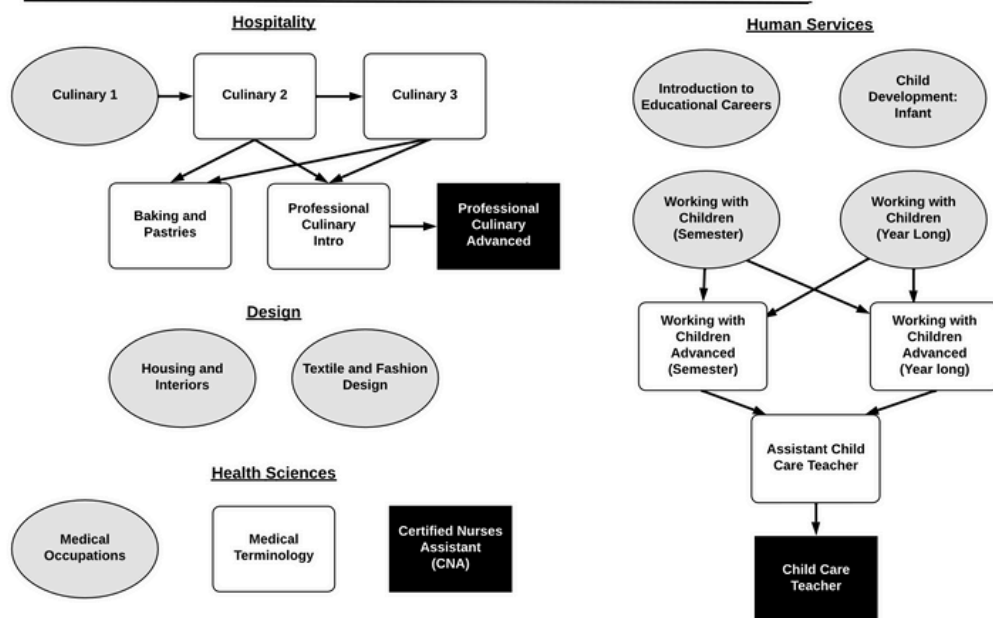 Hospitality
Culinary 1
Culinary 2
Culinary 3
Baking and
Pastries
Professional
Culinary
Intro
Professional
Culinary
Advanced
Design
Housing and
Interiors
Textile and Fashion
Design
Health Sciences
Medical
Occupations
Medical
Terminology
Certified Nurses
Assistant
(CNA)
Human Services
Introduction to
Educational Careers
Child
Development:
Infant
Working with
Children
(Semester)
Working with
Children
(Year Long)
Working with
Children
Advanced
(Semester)
Working with
Children
Advanced
(Year long)
Assistant Child
Care Teacher
Child Care
Teacher